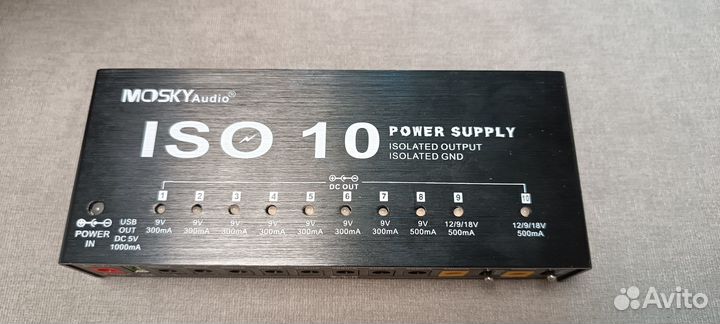 MOSKY Audio®
ISO 10 POWER SUPPLY
ISOLATED OUTPUT
ISOLATED GND
DC OUT
1 2 3 4 5 6 7 8 9 10
9V 300mA
9V 300mA
9V 300mA
9V 300mA
9V 300mA
9V 300mA
9V 300mA
9V 500mA
12/9/18V 500mA
12/9/18V 500mA
POWER IN
USB OUT DC 5V 1000mA
Avito